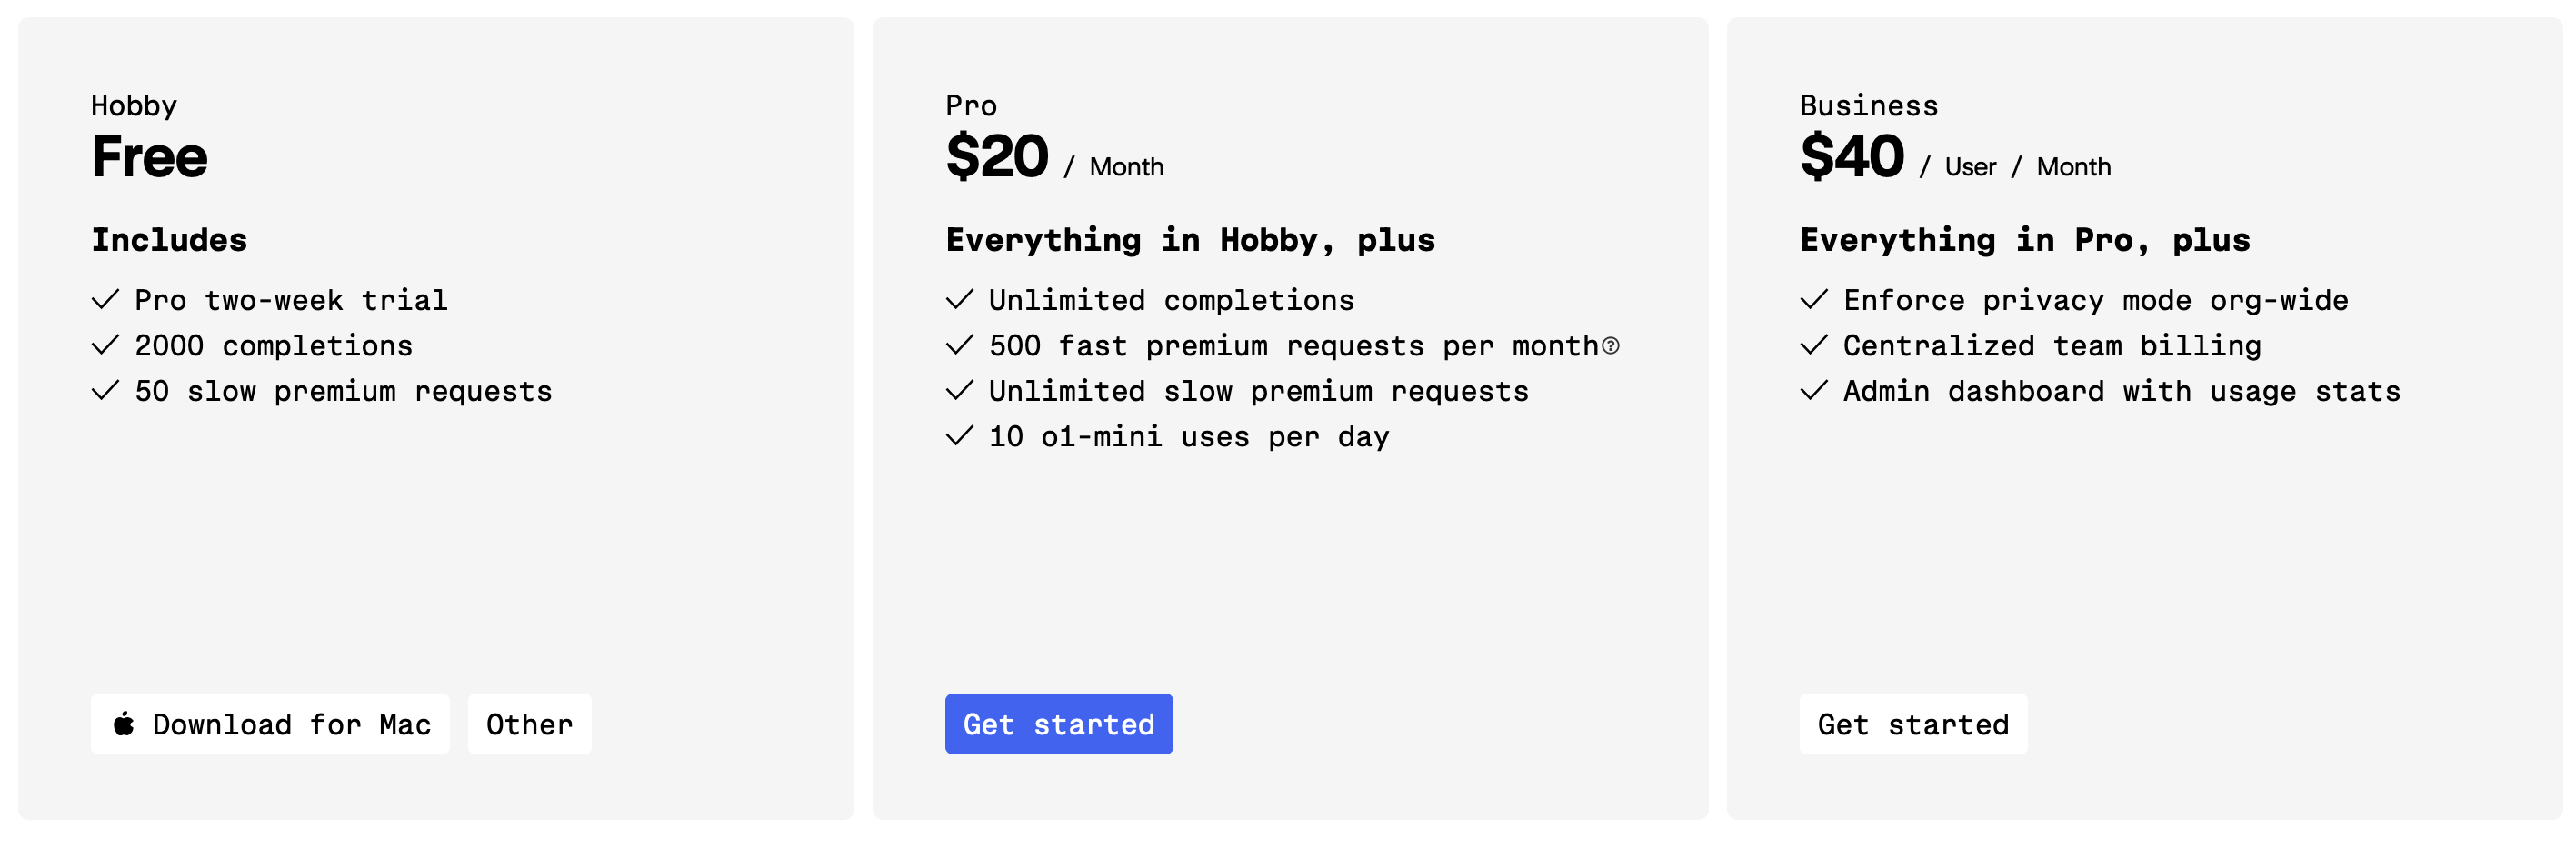 Hobby
Free
Includes
Pro two-week trial
2000 completions
50 slow premium requests
Download for Mac
Other
Pro
$20 / Month
Everything in Hobby, plus
Unlimited completions
500 fast premium requests per month?
Unlimited slow premium requests
10 o1-mini uses per day
Get started
Business
$40 / User / Month
Everything in Pro, plus
Enforce privacy mode org-wide
Centralized team billing
Admin dashboard with usage stats
Get started